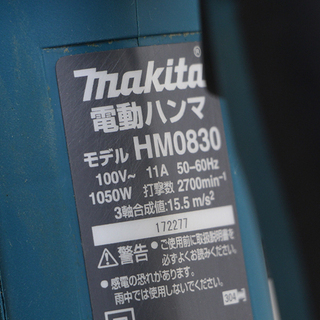 makita®
電動ハンマ
モデル HM0830
100V~ 11A 50-60Hz
1050W 打撃数 2700min⁻¹
3軸合成値:15.5 m/s²
172277
⚠警告 ●ご使用前に取扱説明書を
必ずよくお読みください。
●感電の恐れがあります。
雨中では使用しないでください。
304